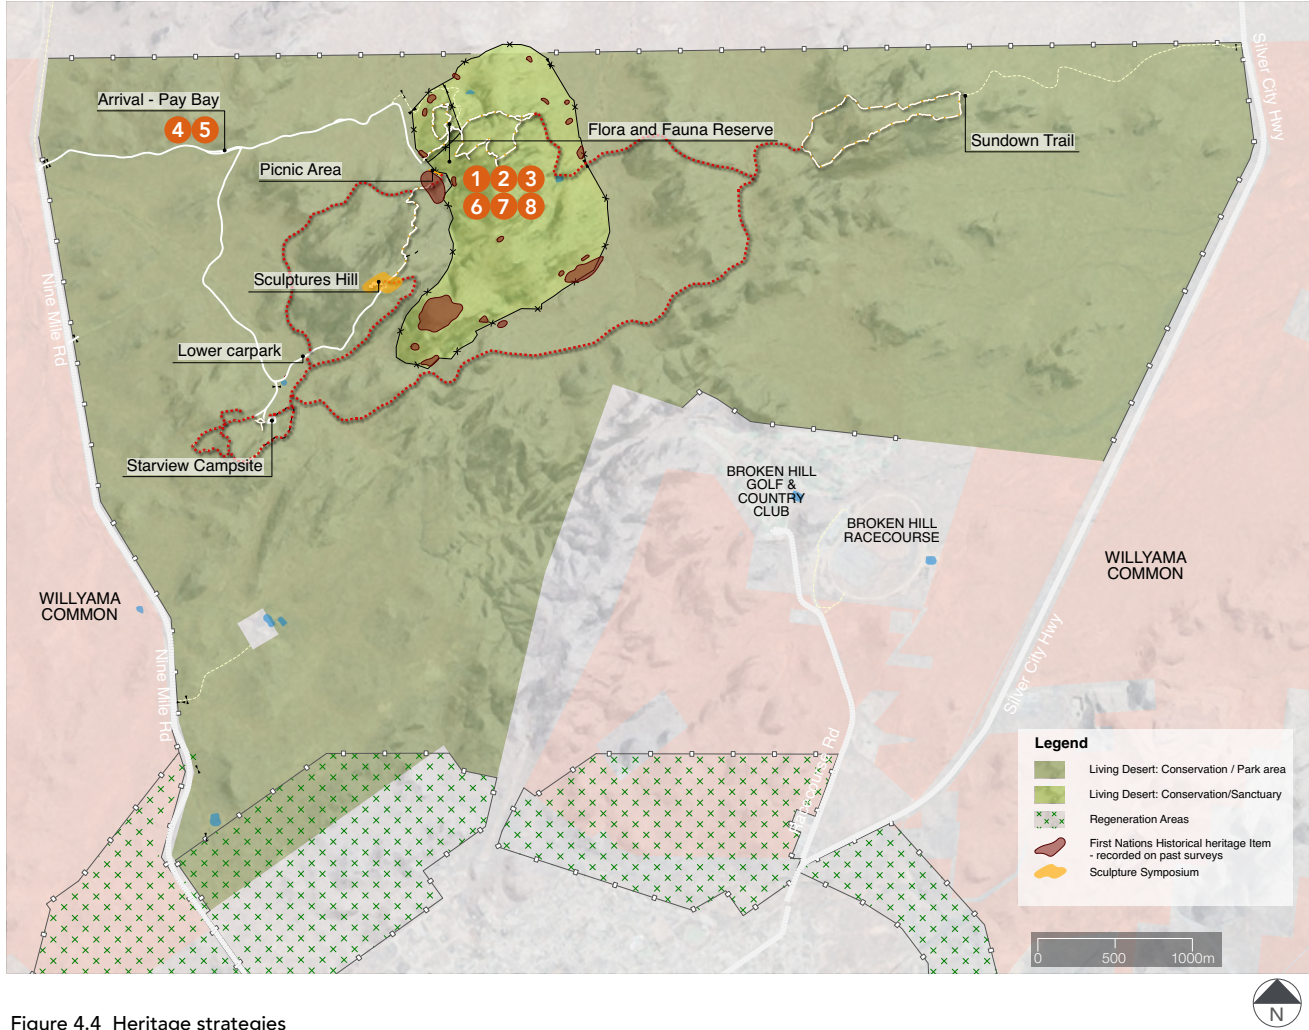 Silver City Hwy
Arrival - Pay Bay
4 5
Flora and Fauna Reserve
Sundown Trail
Picnic Area
1 2 3
6 7 8
Sculptures Hill
Nine Mile Rd
Lower carpark
Starview Campsite
BROKEN HILL
GOLF &
COUNTRY
CLUB
BROKEN HILL
RACECOURSE
WILLYAMA
COMMON
WILLYAMA
COMMON
Nine Mile Rd
Silver City Hwy
Racecourse Rd
Legend
Living Desert: Conservation / Park area
Living Desert: Conservation/Sanctuary
Regeneration Areas
First Nations Historical heritage Item
- recorded on past surveys
Sculpture Symposium
0 500 1000m
N
Figure 4.4 Heritage strategies